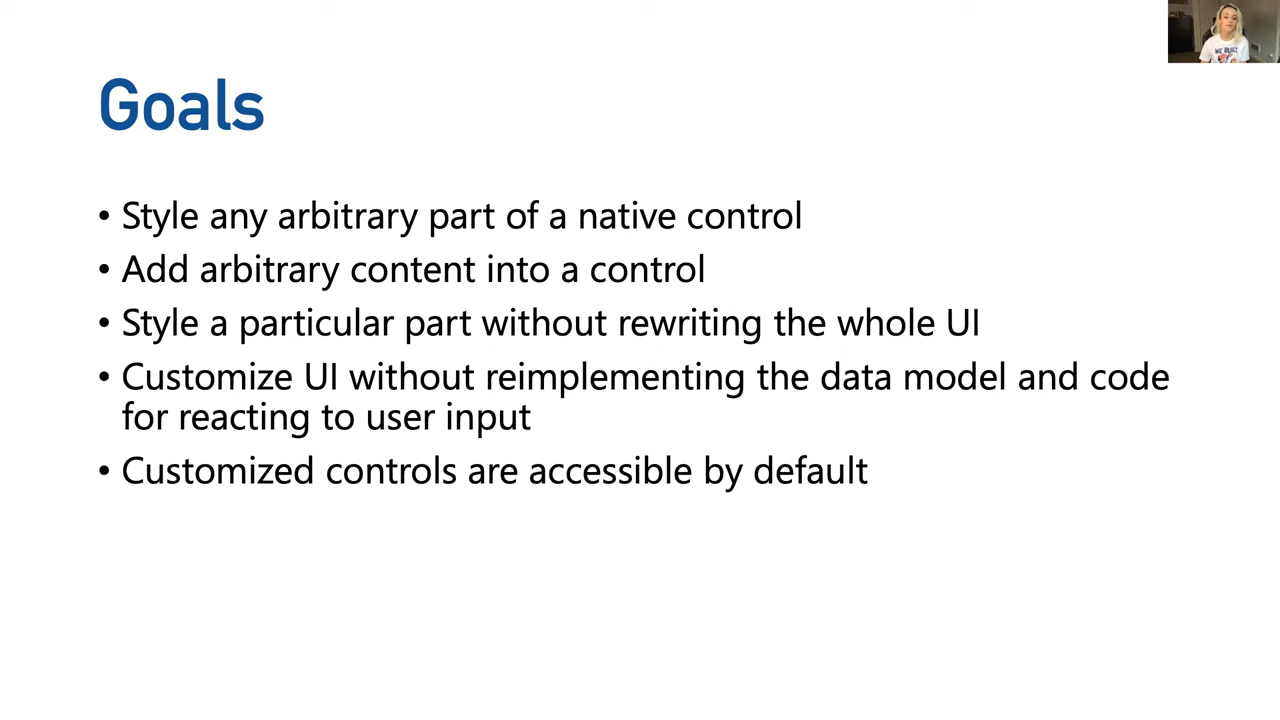 Goals
• Style any arbitrary part of a native control
• Add arbitrary content into a control
• Style a particular part without rewriting the whole UI
• Customize UI without reimplementing the data model and code
for reacting to user input
• Customized controls are accessible by default
WE BUILT